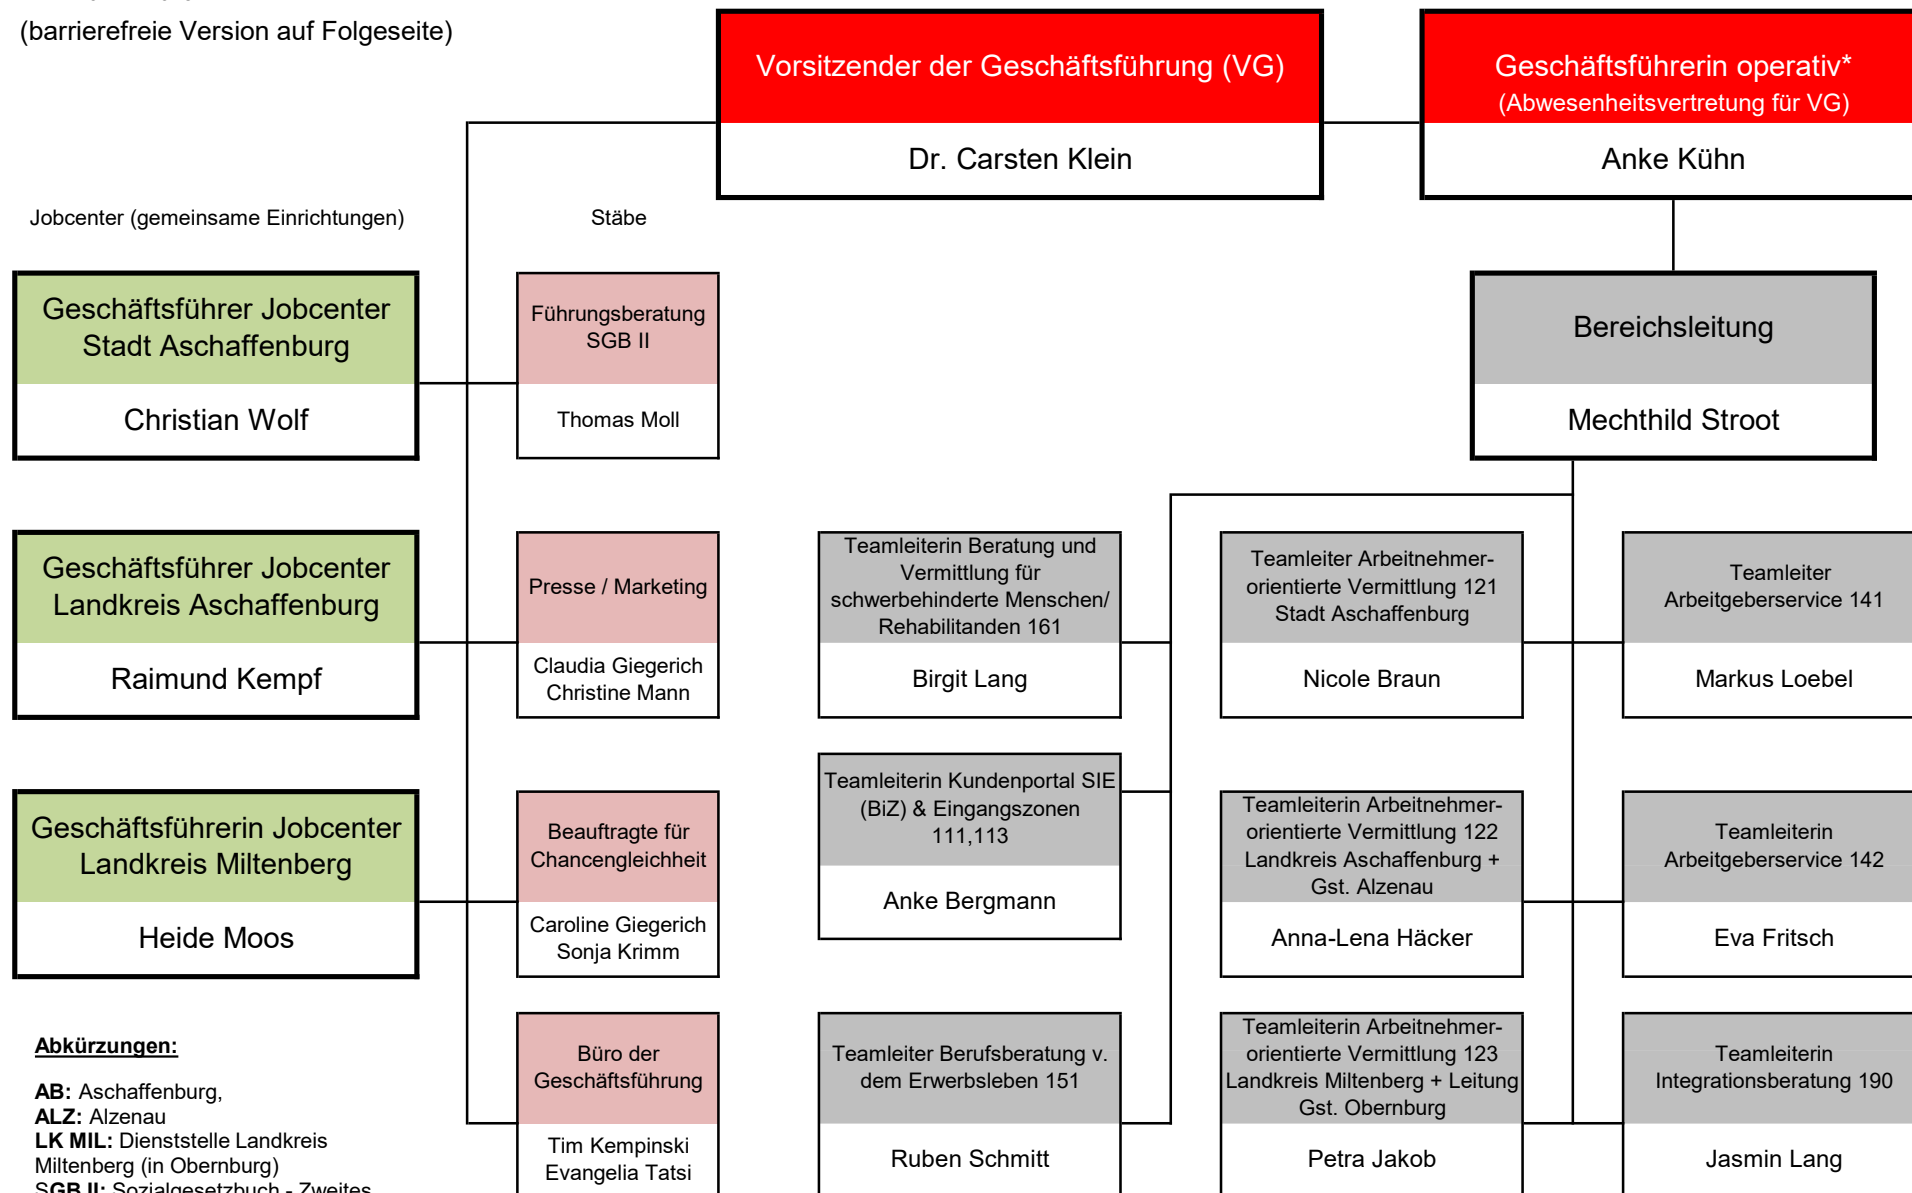 (barrierefreie Version auf Folgeseite)
Vorsitzender der Geschäftsführung (VG)
Dr. Carsten Klein
Geschäftsführerin operativ*
(Abwesenheitsvertretung für VG)
Anke Kühn
Jobcenter (gemeinsame Einrichtungen)
Stäbe
Geschäftsführer Jobcenter
Stadt Aschaffenburg
Christian Wolf
Führungsberatung
SGB II
Thomas Moll
Bereichsleitung
Mechthild Stroot
Geschäftsführer Jobcenter
Landkreis Aschaffenburg
Raimund Kempf
Presse / Marketing
Claudia Giegerich
Christine Mann
Teamleiterin Beratung und
Vermittlung für
schwerbehinderte Menschen/
Rehabilitanden 161
Birgit Lang
Teamleiter Arbeitnehmer-
orientierte Vermittlung 121
Stadt Aschaffenburg
Nicole Braun
Teamleiter
Arbeitgeberservice 141
Markus Loebel
Geschäftsführerin Jobcenter
Landkreis Miltenberg
Heide Moos
Beauftragte für
Chancengleichheit
Caroline Giegerich
Sonja Krimm
Teamleiterin Kundenportal SIE
(BiZ) & Eingangszonen
111,113
Anke Bergmann
Teamleiterin Arbeitnehmer-
orientierte Vermittlung 122
Landkreis Aschaffenburg +
Gst. Alzenau
Anna-Lena Häcker
Teamleiterin
Arbeitgeberservice 142
Eva Fritsch
Büro der
Geschäftsführung
Tim Kempinski
Evangelia Tatsi
Teamleiter Berufsberatung v.
dem Erwerbsleben 151
Ruben Schmitt
Teamleiterin Arbeitnehmer-
orientierte Vermittlung 123
Landkreis Miltenberg + Leitung
Gst. Obernburg
Petra Jakob
Teamleiterin
Integrationsberatung 190
Jasmin Lang
Abkürzungen:
AB: Aschaffenburg,
ALZ: Alzenau
LK MIL: Dienststelle Landkreis
Miltenberg (in Obernburg)
SGB II: Sozialgesetzbuch - Zweites